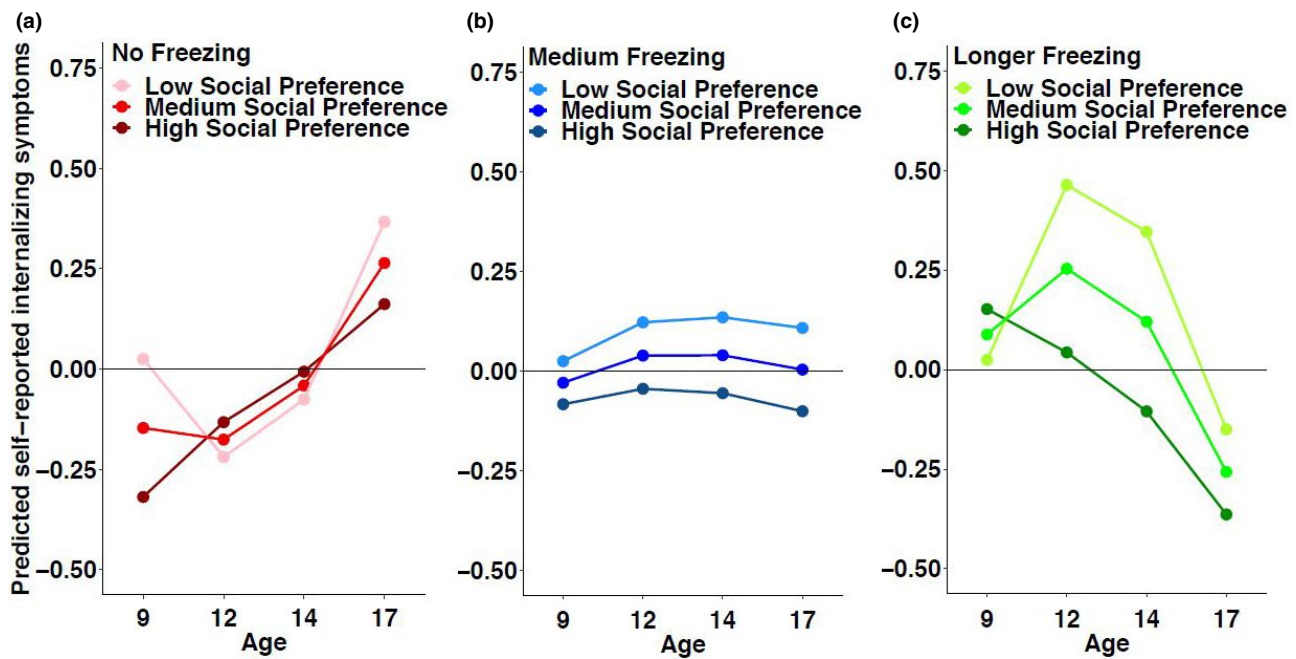 (a)
Predicted self−reported internalizing symptoms
No Freezing
Low Social Preference
Medium Social Preference
High Social Preference
0.75
0.50
0.25
0.00
−0.25
−0.50
9 12 14 17
Age
(b)
Medium Freezing
Low Social Preference
Medium Social Preference
High Social Preference
0.75
0.50
0.25
0.00
−0.25
−0.50
9 12 14 17
Age
(c)
Longer Freezing
Low Social Preference
Medium Social Preference
High Social Preference
0.75
0.50
0.25
0.00
−0.25
−0.50
9 12 14 17
Age